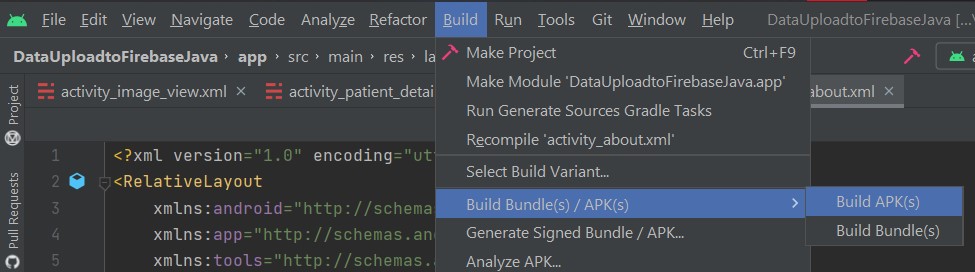 File Edit View Navigate Code Analyze Refactor Build Run Tools Git Window Help DataUploadtoFirebaseJava [...
DataUploadtoFirebaseJava app src main res la
Make Project Ctrl+F9
Project
activity_image_view.xml activity_patient_detai
Make Module 'DataUploadtoFirebaseJava.app'
about.xml
Run Generate Sources Gradle Tasks
Recompile 'activity_about.xml'
1 <?xml version="1.0" encoding="ut
Select Build Variant...
2 <RelativeLayout
Pull Requests
3 xmlns:android="http://schema
Build Bundle(s) / APK(s) Build APK(s)
4 xmlns:app="http://schemas.an
Generate Signed Bundle / APK... Build Bundle(s)
5 xmlns:tools="http://schemas.
Analyze APK...